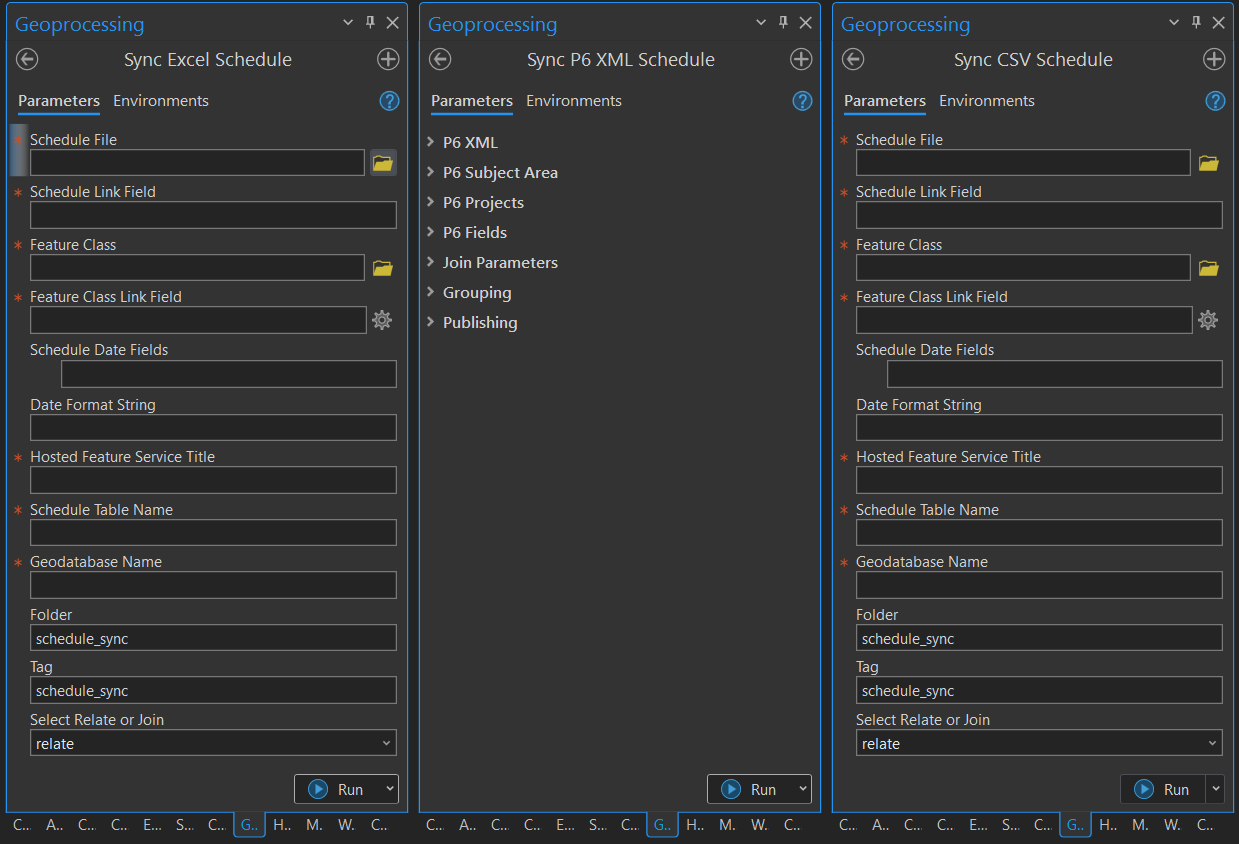 Geoprocessing
Sync Excel Schedule
Parameters Environments
* Schedule File
* Schedule Link Field
* Feature Class
* Feature Class Link Field
Schedule Date Fields
Date Format String
* Hosted Feature Service Title
* Schedule Table Name
* Geodatabase Name
Folder
schedule_sync
Tag
schedule_sync
Select Relate or Join
relate
Run
C... A... C... C... E... S... C... G... H... M. W. C...
Geoprocessing
Sync P6 XML Schedule
Parameters Environments
P6 XML
P6 Subject Area
P6 Projects
P6 Fields
Join Parameters
Grouping
Publishing
Run
C... A... C... C... E... S... C... G... H... M. W. C...
Geoprocessing
Sync CSV Schedule
Parameters Environments
* Schedule File
* Schedule Link Field
* Feature Class
* Feature Class Link Field
Schedule Date Fields
Date Format String
* Hosted Feature Service Title
* Schedule Table Name
* Geodatabase Name
Folder
schedule_sync
Tag
schedule_sync
Select Relate or Join
relate
Run
C... A... C... C... E... S... C... G... H... M. W. C...